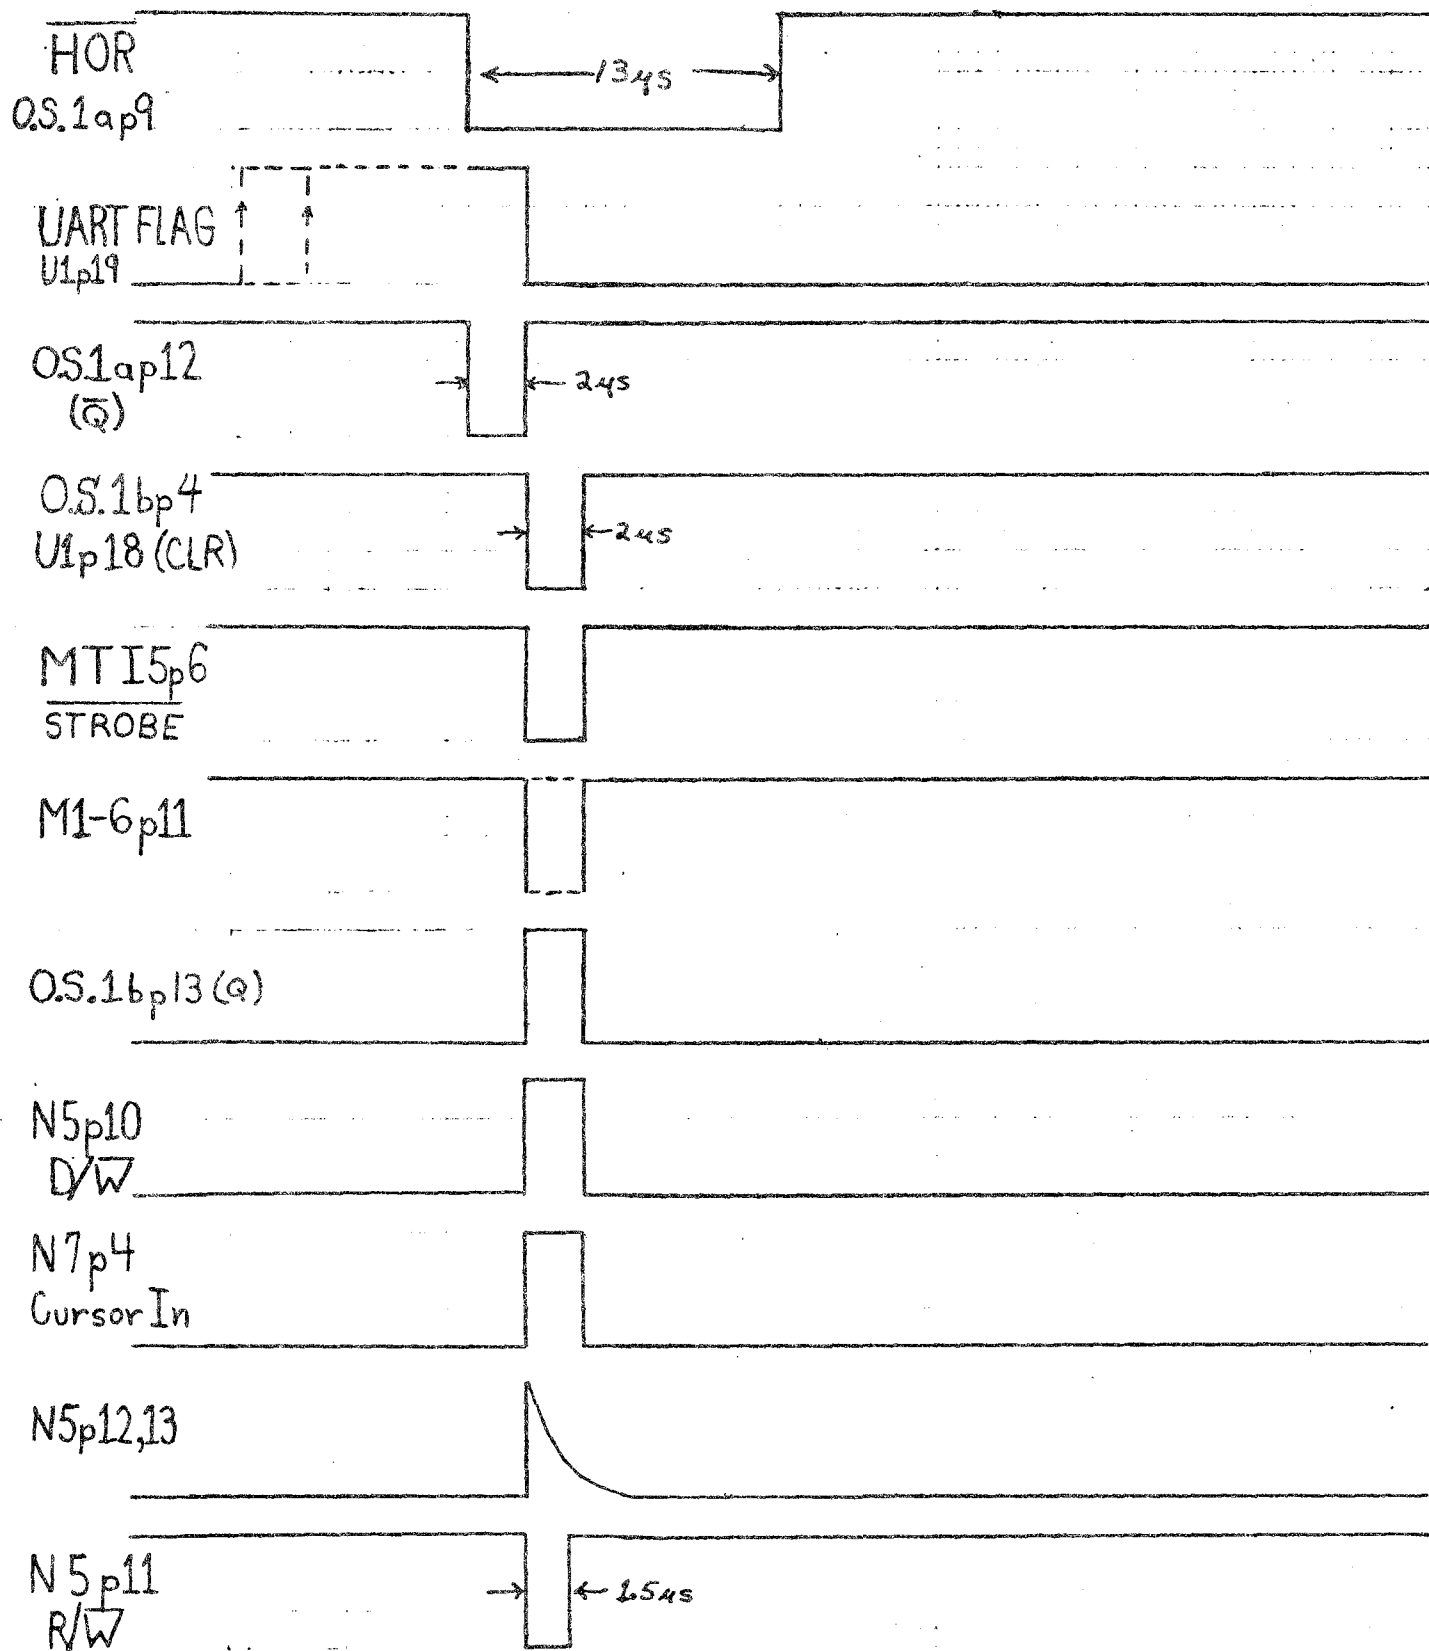 HOR
13μs
O.S.1ap9
UART FLAG
U1p19
O.S.1ap12
(Q̅)
2μs
O.S.1bp4
U1p18 (CLR)
2μs
MTI5p6
STROBE
M1-6p11
O.S.1bp13(Q)
N5p10
D/W̅
N7p4
Cursor In
N5p12,13
N5p11
R/W̅
1.5μs